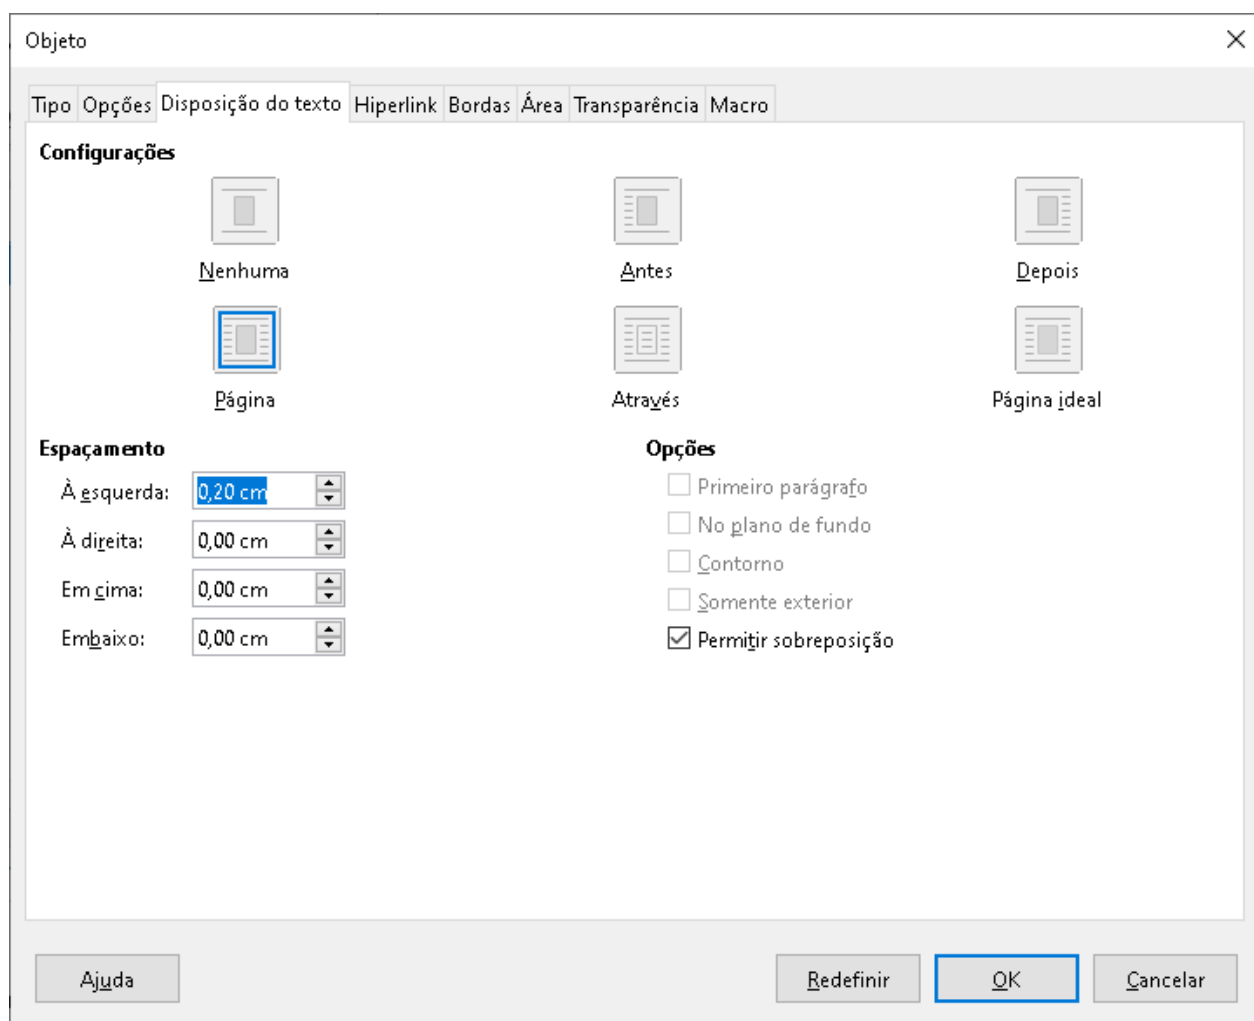 Objeto
Tipo Opções Disposição do texto Hiperlink Bordas Área Transparência Macro
Configurações
Nenhuma Antes Depois
Página Através Página ideal
Espaçamento Opções
À esquerda: 0,20 cm Primeiro parágrafo
À direita: 0,00 cm No plano de fundo
Em cima: 0,00 cm Contorno
Somente exterior
Embaixo: 0,00 cm Permitir sobreposição
Ajuda Redefinir OK Cancelar